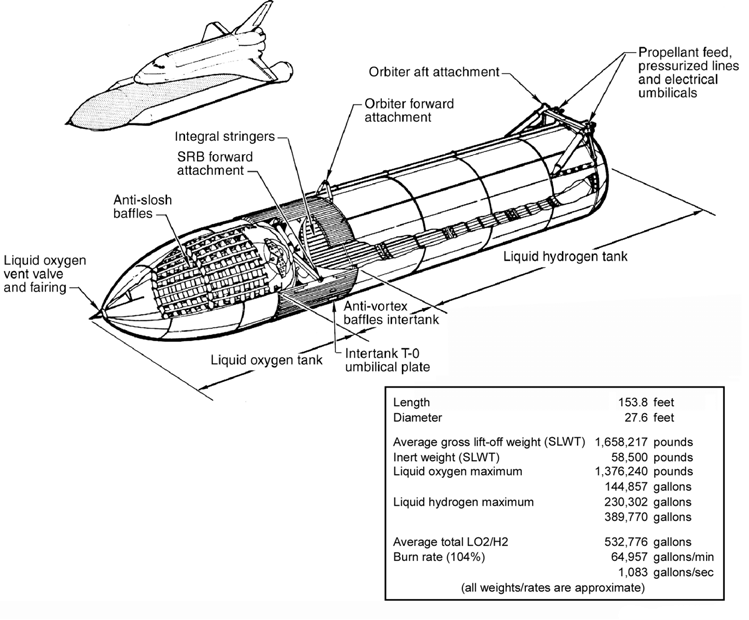 Propellant feed,
pressurized lines
and electrical
umbilicals
Orbiter aft attachment
Orbiter forward
attachment
Integral stringers
SRB forward
attachment
Anti-slosh
baffles
Liquid oxygen
vent valve
and fairing
Liquid hydrogen tank
Anti-vortex
baffles intertank
Liquid oxygen tank
Intertank T-0
umbilical plate
Length 153.8 feet
Diameter 27.6 feet
Average gross lift-off weight (SLWT) 1,658,217 pounds
Inert weight (SLWT) 58,500 pounds
Liquid oxygen maximum 1,376,240 pounds
144,857 gallons
Liquid hydrogen maximum 230,302 gallons
389,770 gallons
Average total LO2/H2 532,776 gallons
Burn rate (104%) 64,957 gallons/min
1,083 gallons/sec
(all weights/rates are approximate)